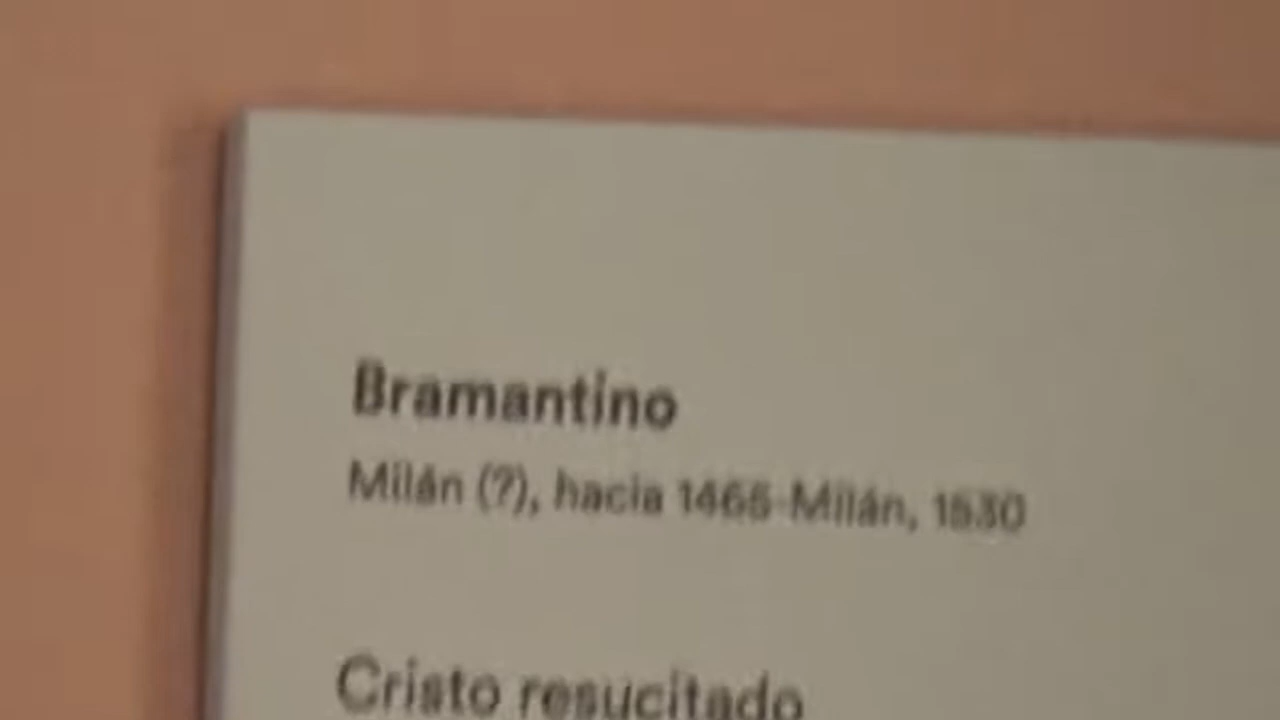 Bramantino
Milán (?), hacia 1465-Milán, 1530
Cristo resucitado